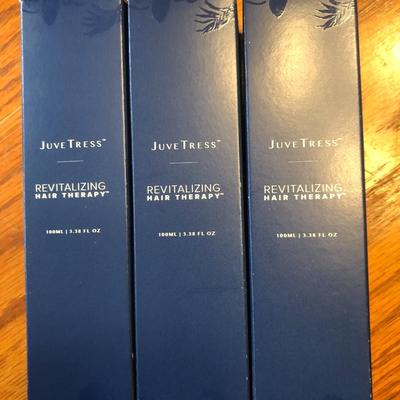 JUVETRESS™
REVITALIZING
HAIR THERAPY™
100ML | 3.38 FL OZ
JUVETRESS™
REVITALIZING
HAIR THERAPY™
100ML | 3.38 FL OZ
JUVETRESS™
REVITALIZING
HAIR THERAPY™
100ML | 3.38 FL OZ